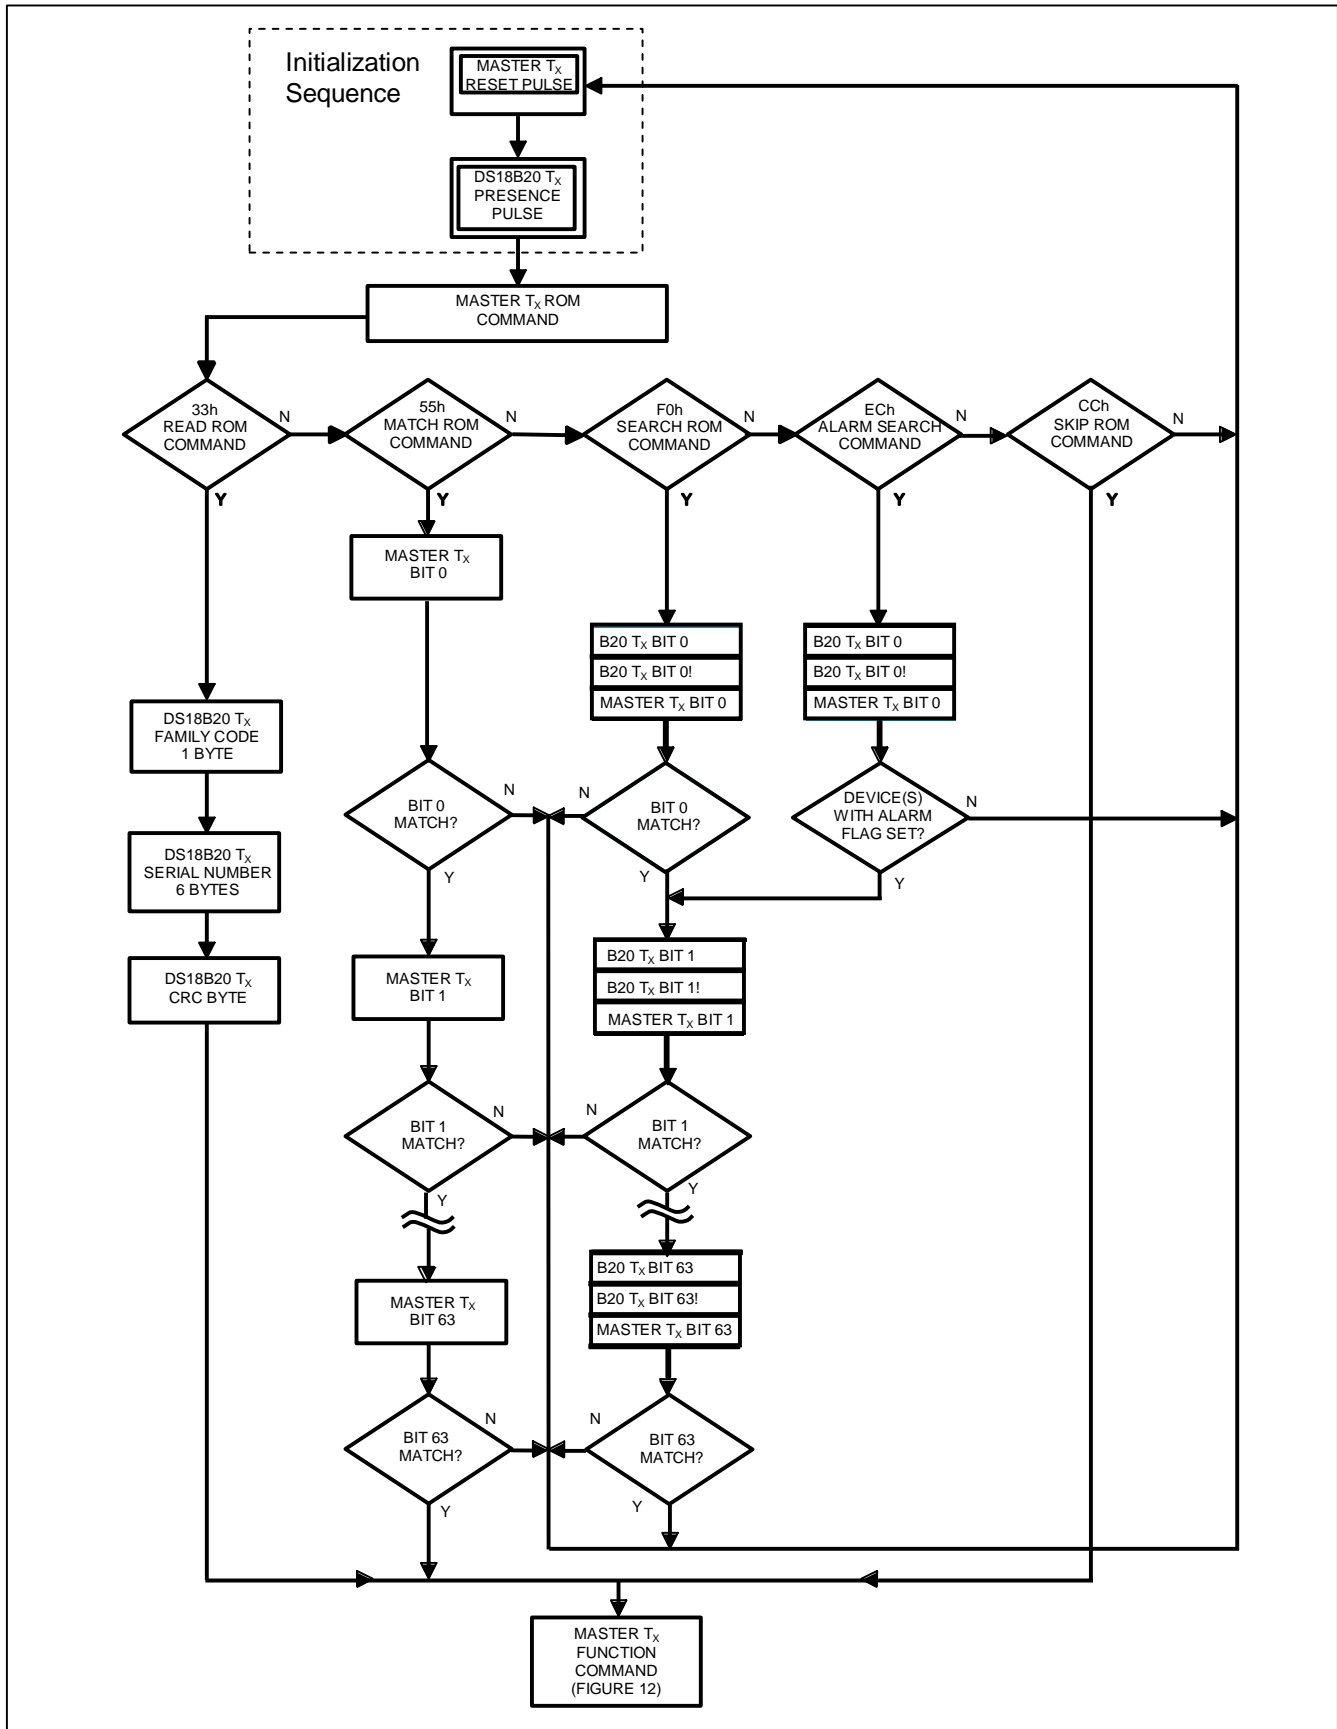 Initialization
Sequence
MASTER TX
RESET PULSE
DS18B20 TX
PRESENCE
PULSE
MASTER TX ROM
COMMAND
33h
READ ROM
COMMAND
N
Y
55h
MATCH ROM
COMMAND
N
Y
F0h
SEARCH ROM
COMMAND
N
Y
ECh
ALARM SEARCH
COMMAND
N
Y
CCh
SKIP ROM
COMMAND
N
Y
MASTER TX
BIT 0
B20 TX BIT 0
B20 TX BIT 0!
MASTER TX BIT 0
B20 TX BIT 0
B20 TX BIT 0!
MASTER TX BIT 0
DS18B20 TX
FAMILY CODE
1 BYTE
BIT 0
MATCH?
N
Y
BIT 0
MATCH?
N
Y
DEVICE(S)
WITH ALARM
FLAG SET?
N
Y
DS18B20 TX
SERIAL NUMBER
6 BYTES
DS18B20 TX
CRC BYTE
MASTER TX
BIT 1
B20 TX BIT 1
B20 TX BIT 1!
MASTER TX BIT 1
BIT 1
MATCH?
N
Y
BIT 1
MATCH?
N
Y
MASTER TX
BIT 63
B20 TX BIT 63
B20 TX BIT 63!
MASTER TX BIT 63
BIT 63
MATCH?
N
Y
BIT 63
MATCH?
N
Y
MASTER TX
FUNCTION
COMMAND
(FIGURE 12)